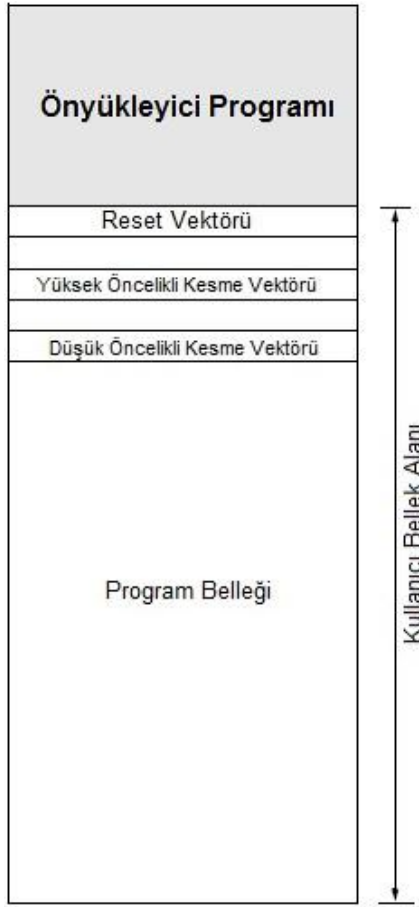 Önyükleyici Programı
Reset Vektörü
Yüksek Öncelikli Kesme Vektörü
Düşük Öncelikli Kesme Vektörü
Program Belleği
Kullanıcı Bellek Alanı